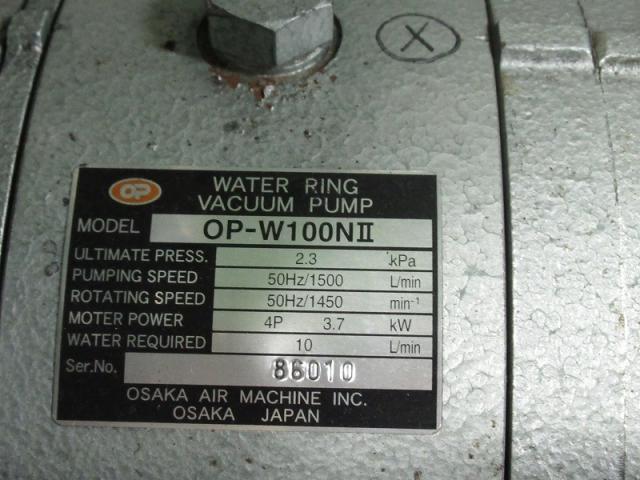 X
OP
WATER RING
VACUUM PUMP
MODEL OP-W100NII
ULTIMATE PRESS. 2.3 kPa
PUMPING SPEED 50Hz/1500 L/min
ROTATING SPEED 50Hz/1450 min⁻¹
MOTER POWER 4P 3.7 kW
WATER REQUIRED 10 L/min
Ser.No. 86010
OSAKA AIR MACHINE INC.
OSAKA JAPAN